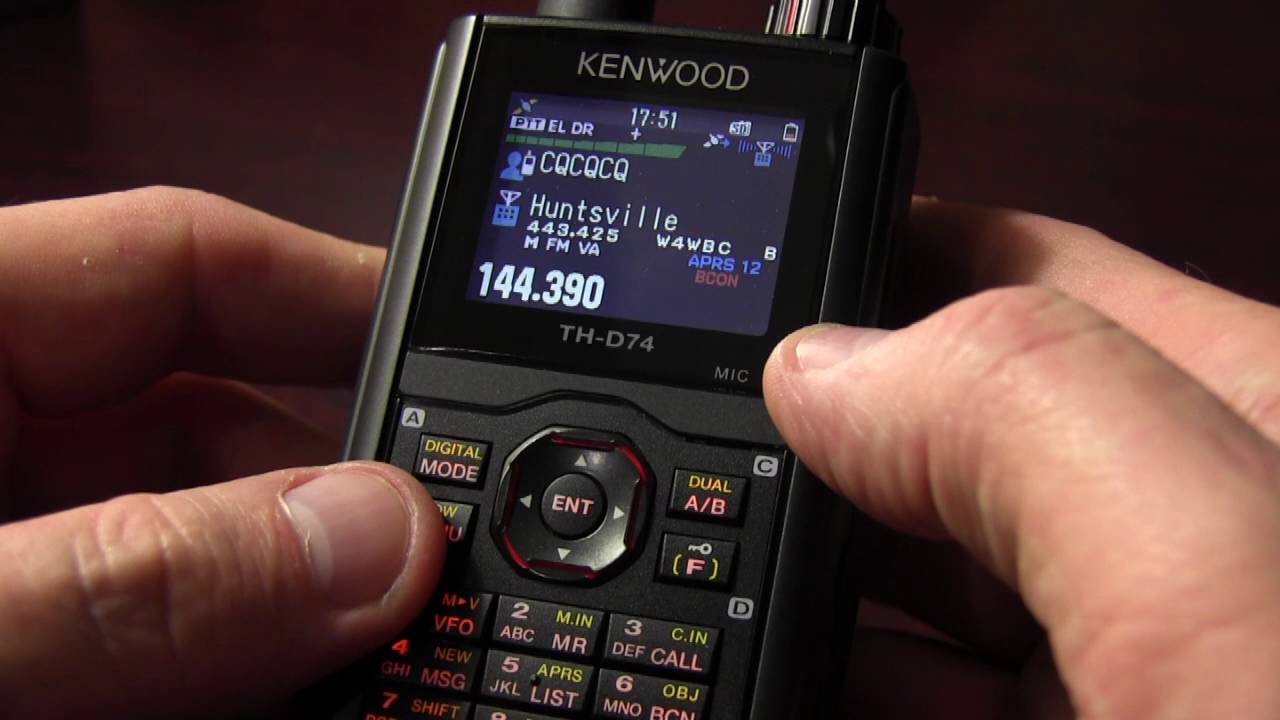 KENWOOD
17:51
PTT EL DR + SD
CQCQCQ
Huntsville
443.425 W4WBC B
M FM VA APRS 12
BCON
144.390
TH-D74
MIC
A
DIGITAL
MODE
C
ENT
DUAL
A/B
(F)
D
M►V
VFO
2 M.IN
ABC MR
3 C.IN
DEF CALL
4 NEW
GHI MSG
5 APRS
JKL LIST
6 OBJ
MNO BCN
7 SHIFT
8